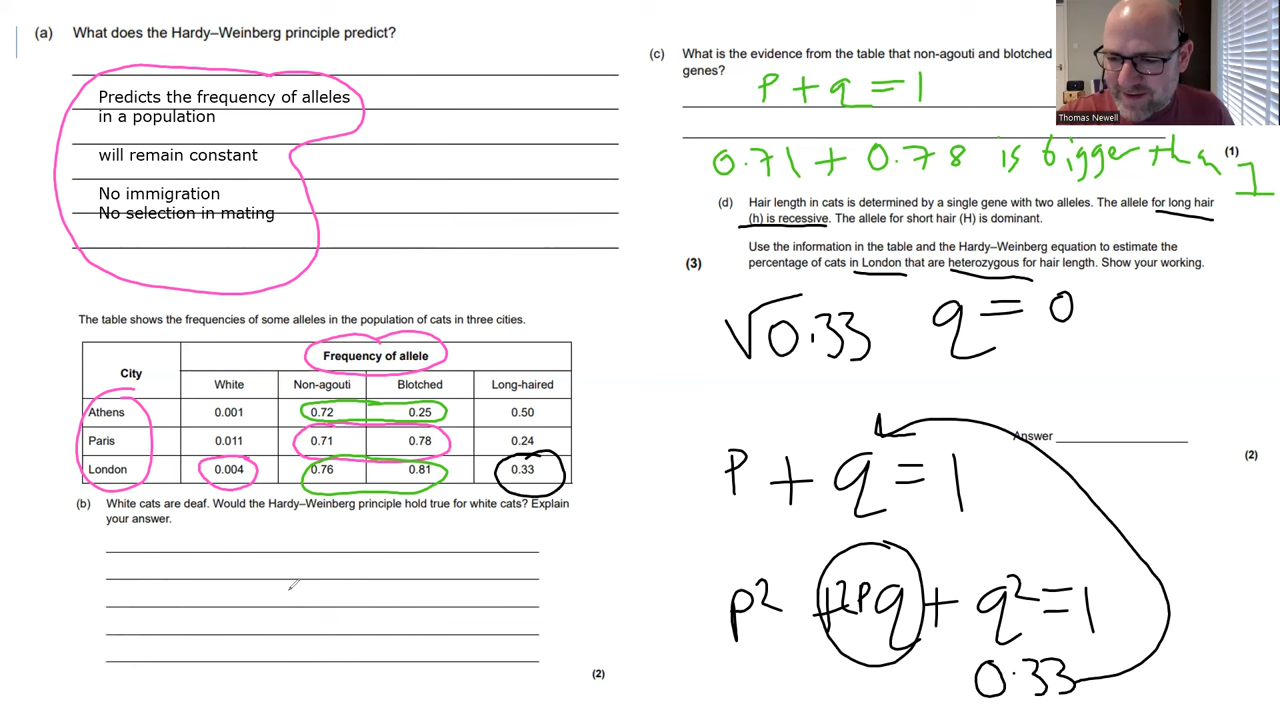 (a) What does the Hardy–Weinberg principle predict?
Predicts the frequency of alleles
in a population
will remain constant
No immigration
No selection in mating
The table shows the frequencies of some alleles in the population of cats in three cities.
City Frequency of allele
White Non-agouti Blotched Long-haired
Athens 0.001 0.72 0.25 0.50
Paris 0.011 0.71 0.78 0.24
London 0.004 0.76 0.81 0.33
(b) White cats are deaf. Would the Hardy–Weinberg principle hold true for white cats? Explain
your answer.
(2)
(c) What is the evidence from the table that non-agouti and blotched
genes?
p + q = 1
Thomas Newell
(1)
0.71 + 0.78 is bigger than
1
(d) Hair length in cats is determined by a single gene with two alleles. The allele for long hair
(h) is recessive. The allele for short hair (H) is dominant.
Use the information in the table and the Hardy–Weinberg equation to estimate the
(3) percentage of cats in London that are heterozygous for hair length. Show your working.
√0.33 q = 0
Answer
(2)
P + q = 1
p² +2pq + q² = 1
0.33